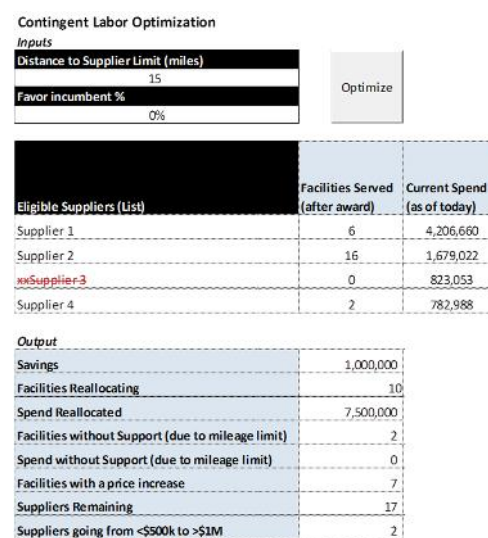 Contingent Labor Optimization
Inputs
Distance to Supplier Limit (miles)
15
Favor incumbent %
0%
Optimize
Eligible Suppliers (List) Facilities Served (after award) Current Spend (as of today)
Supplier 1 6 4,206,660
Supplier 2 16 1,679,022
xxSupplier 3 0 823,053
Supplier 4 2 782,988
Output
Savings 1,000,000
Facilities Reallocating 10
Spend Reallocated 7,500,000
Facilities without Support (due to mileage limit) 2
Spend without Support (due to mileage limit) 0
Facilities with a price increase 7
Suppliers Remaining 17
Suppliers going from <$500k to >$1M 2